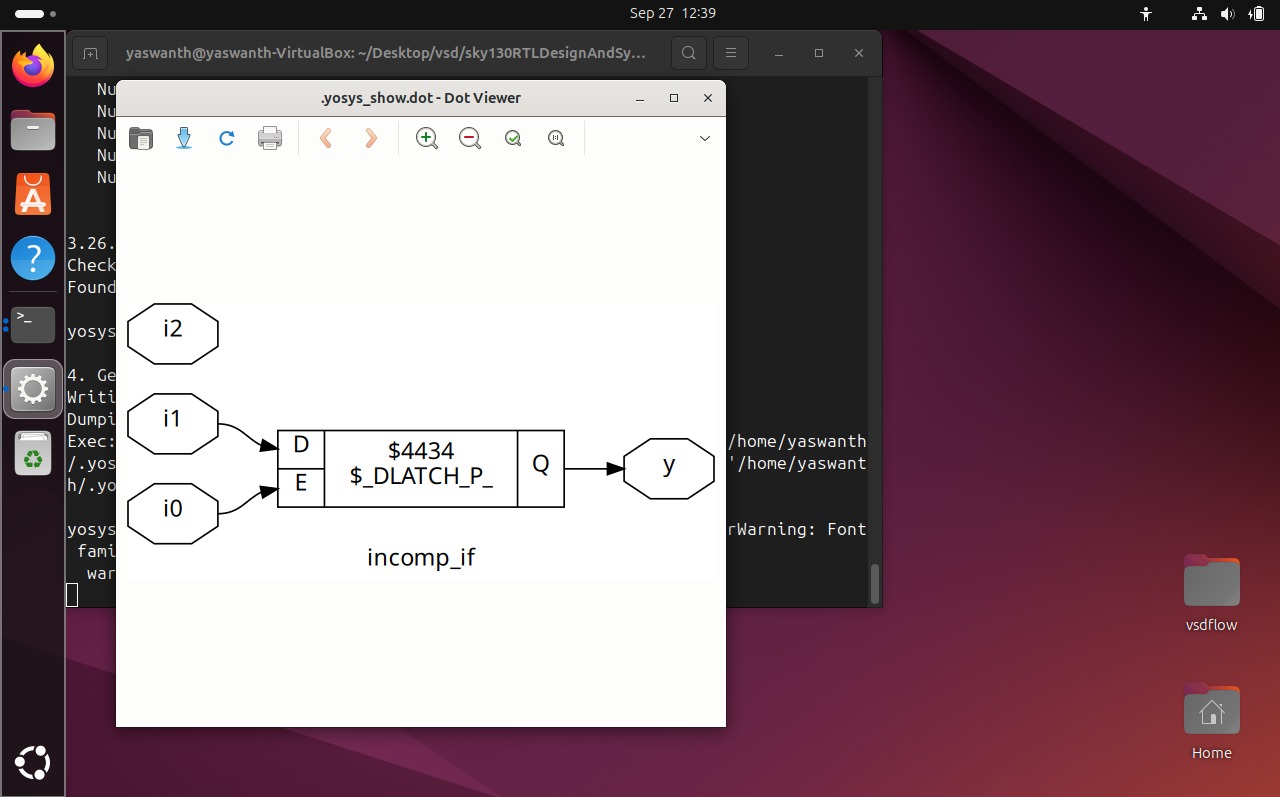 Sep 27 12:39
yaswanth@yaswanth-VirtualBox: ~/Desktop/vsd/sky130RTLDesignAndSy...
Nu
Nu
Nu
Nu
Nu
.yosys_show.dot - Dot Viewer
3.26.
Check
Found
yosys
4. Ge
Writi
Dumpi
Exec: /home/yaswanth
/.yos '/home/yaswant
h/.yo
yosys rWarning: Font
fami
war
i2
i1
i0
D
E
$4434
$_DLATCH_P_
Q
y
incomp_if
vsdflow
Home